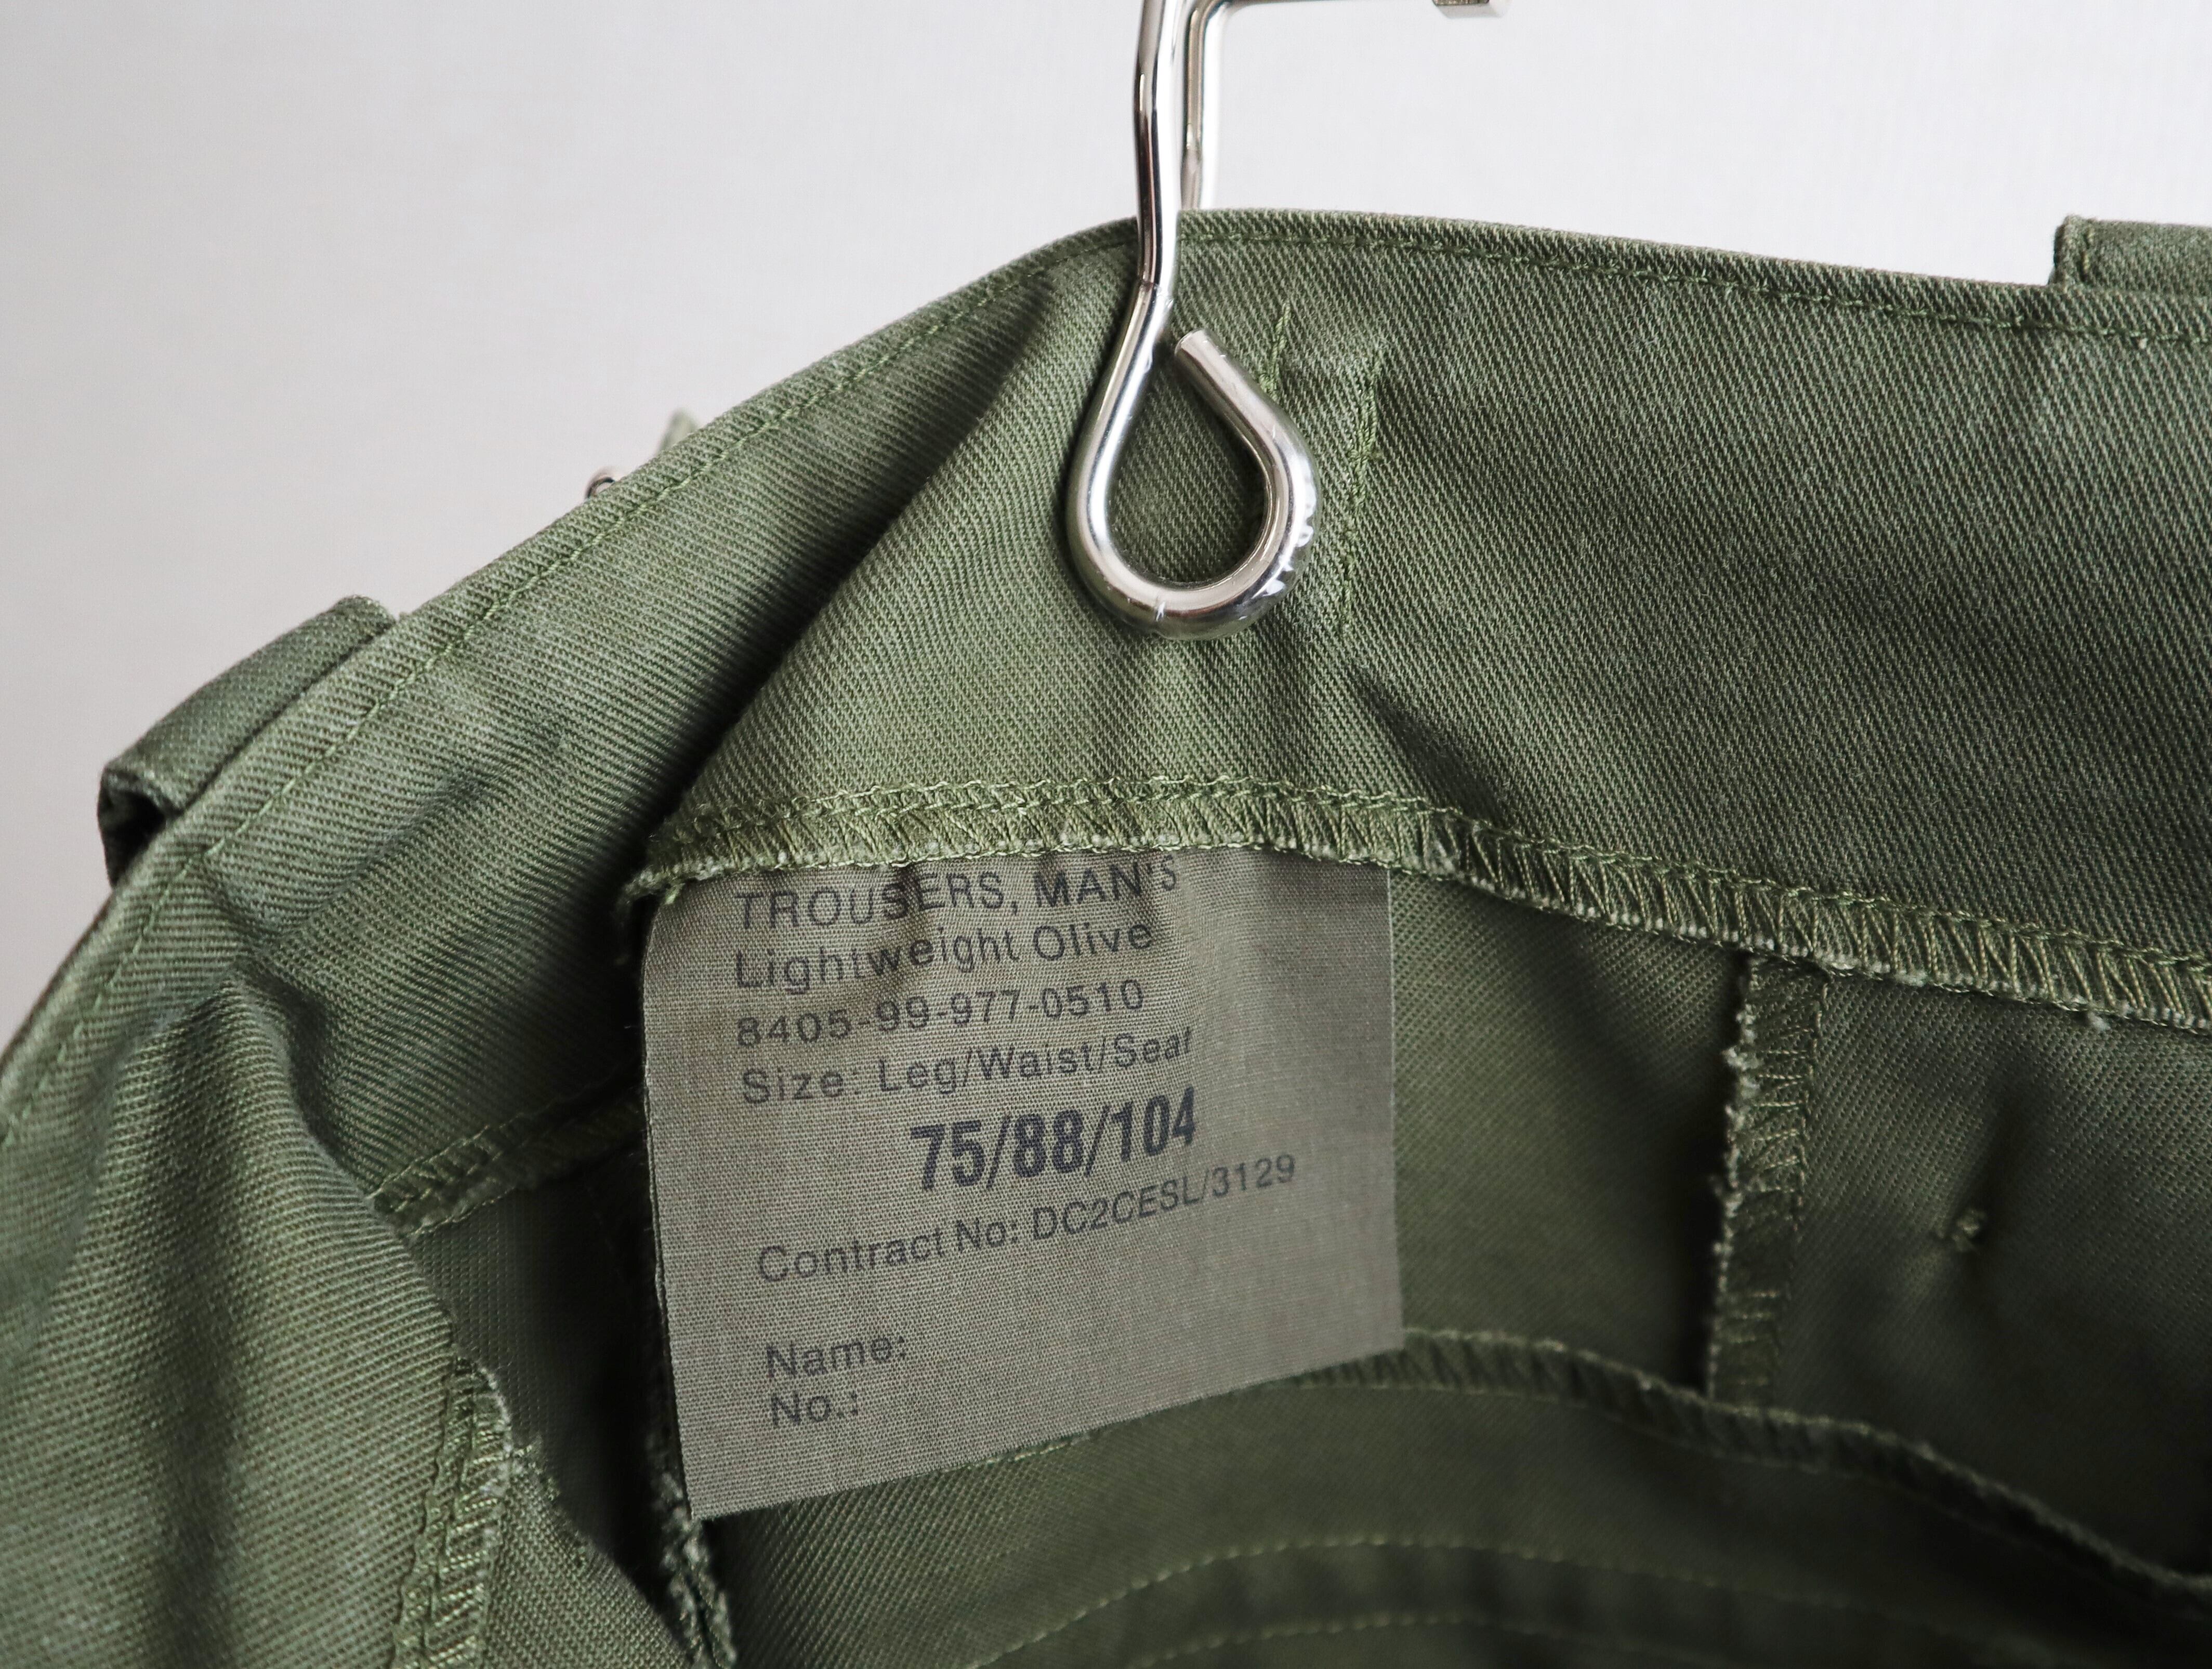 TROUSERS, MAN'S
Lightweight Olive
8405-99-977-0510
Size: Leg/Waist/Seat
75/88/104
Contract No: DC2CESL/3129
Name:
No.: